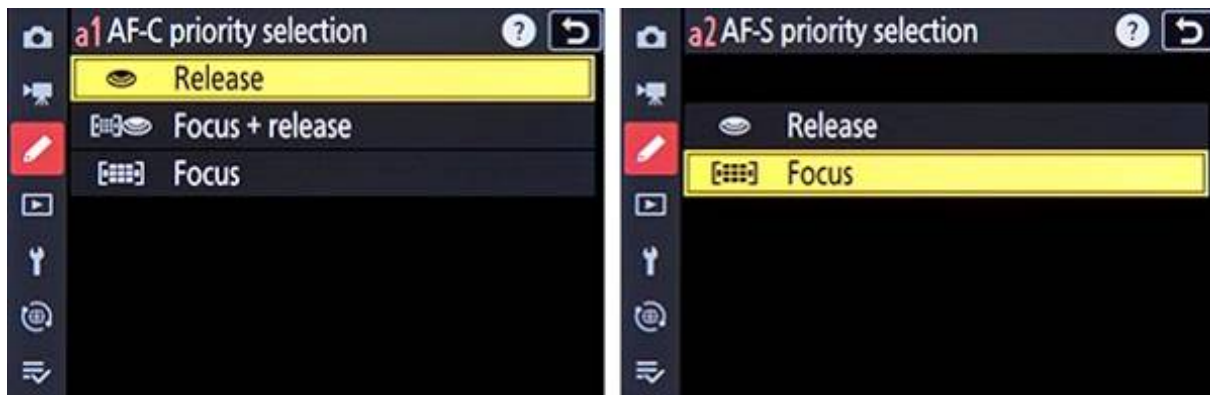 a1 AF-C priority selection ?
Release
Focus + release
Focus
a2 AF-S priority selection ?
Release
Focus